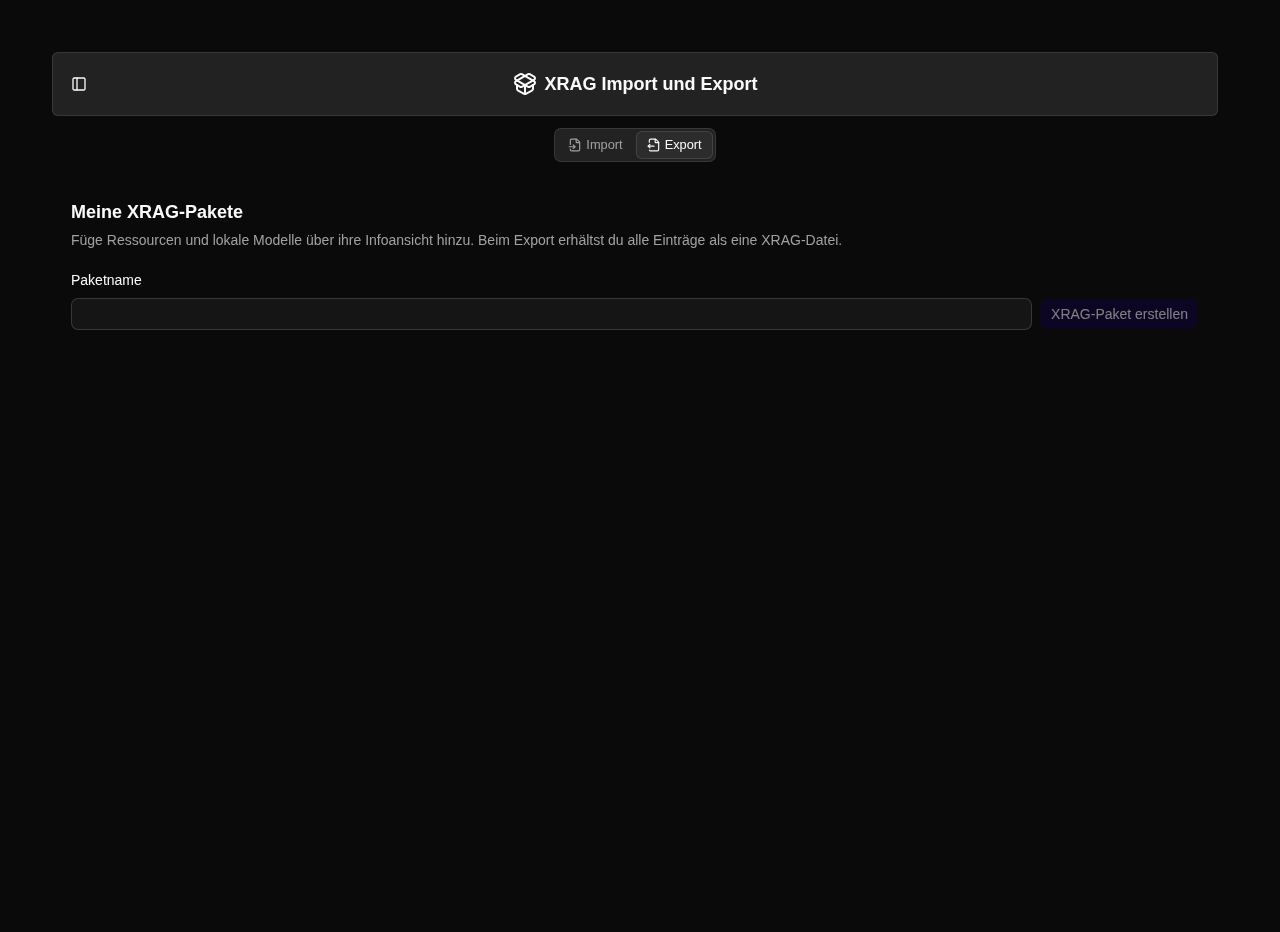 XRAG Import und Export
Import
Export
Meine XRAG-Pakete
Füge Ressourcen und lokale Modelle über ihre Infoansicht hinzu. Beim Export erhältst du alle Einträge als eine XRAG-Datei.
Paketname
XRAG-Paket erstellen